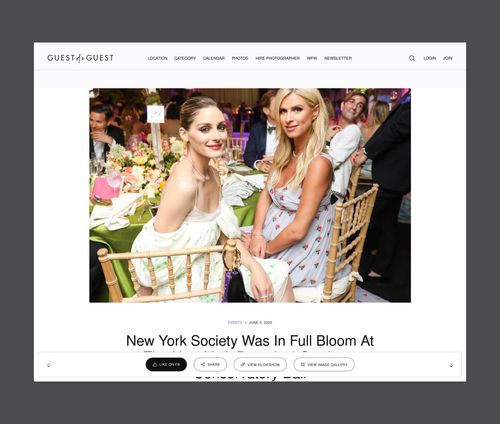 GUEST of a GUEST
LOCATION CATEGORY CALENDAR PHOTOS HIRE PHOTOGRAPHER WFW NEWSLETTER LOGIN JOIN
EVENTS • JUNE 3, 2022
New York Society Was In Full Bloom At
LIKE ON FB SHARE VIEW SLIDESHOW VIEW IMAGE GALLERY
Conservatory Ball